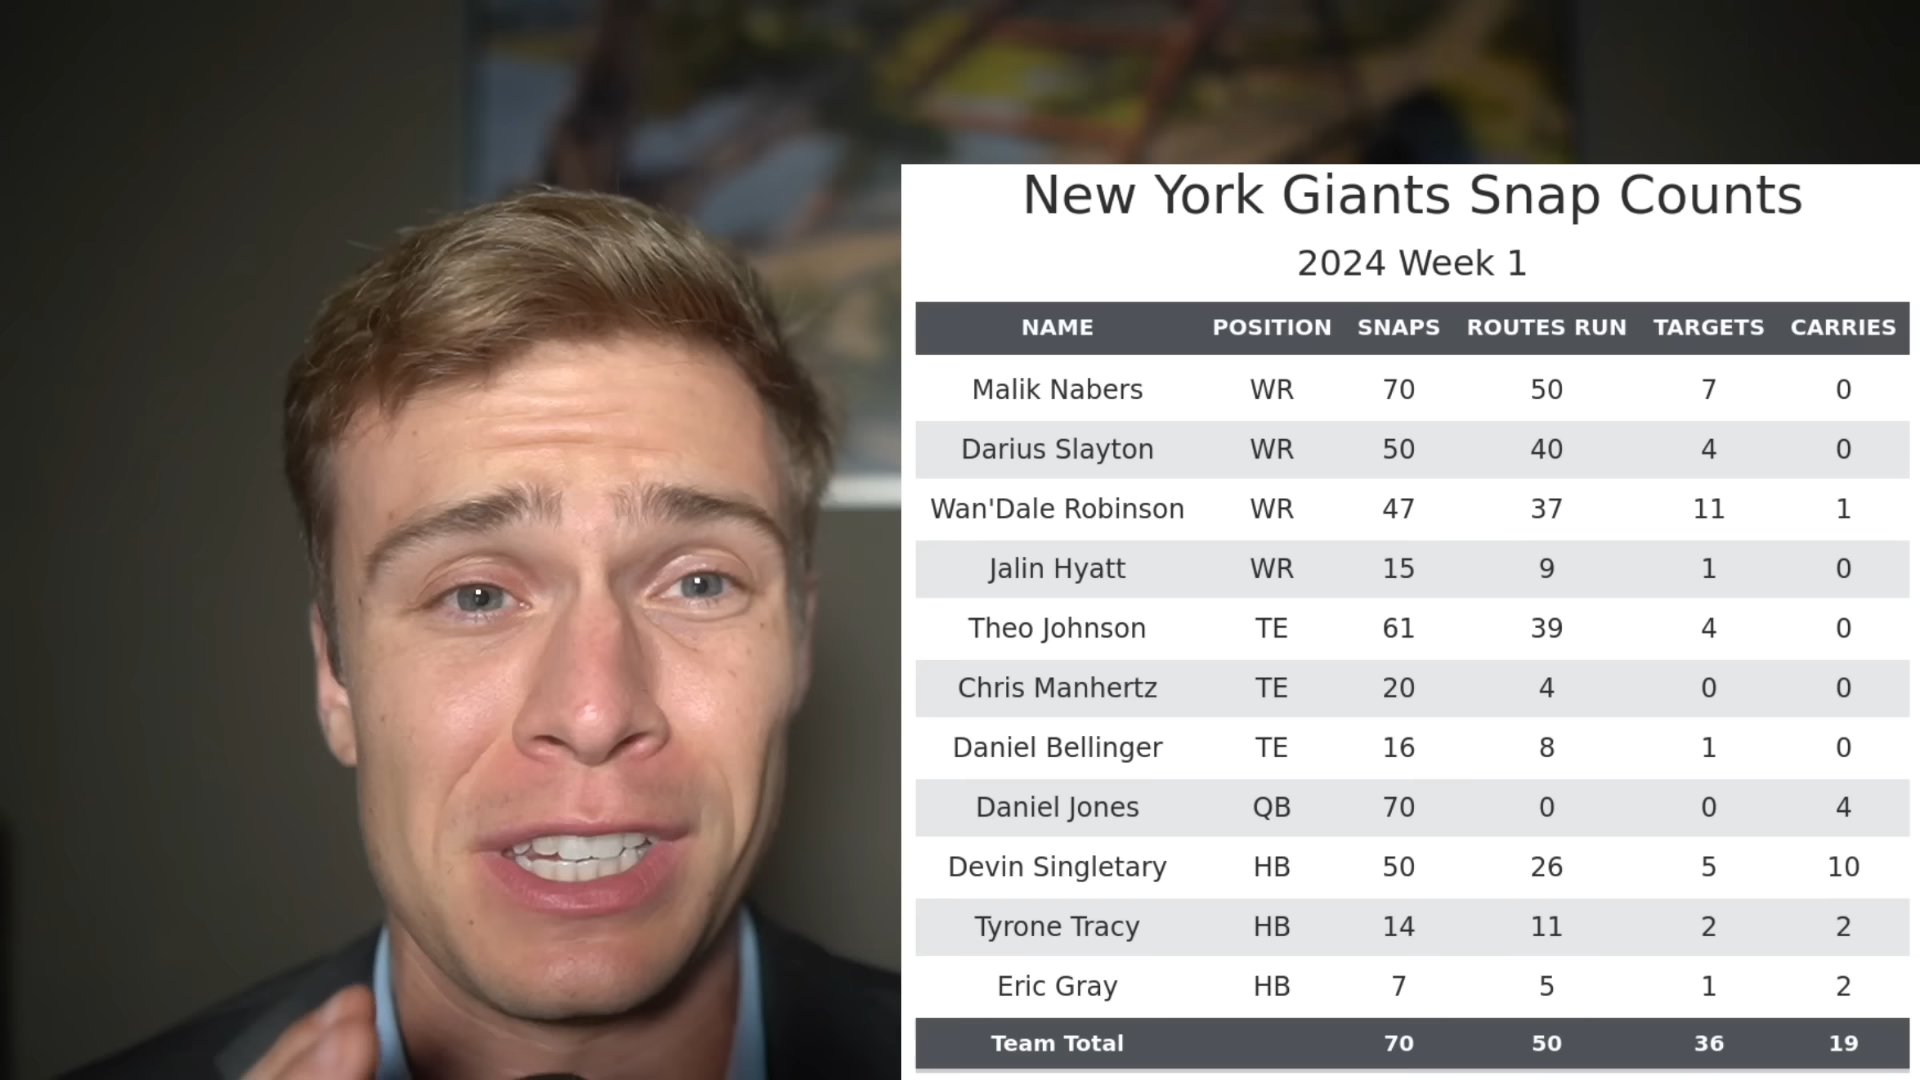 New York Giants Snap Counts
2024 Week 1
NAME POSITION SNAPS ROUTES RUN TARGETS CARRIES
Malik Nabers WR 70 50 7 0
Darius Slayton WR 50 40 4 0
Wan'Dale Robinson WR 47 37 11 1
Jalin Hyatt WR 15 9 1 0
Theo Johnson TE 61 39 4 0
Chris Manhertz TE 20 4 0 0
Daniel Bellinger TE 16 8 1 0
Daniel Jones QB 70 0 0 4
Devin Singletary HB 50 26 5 10
Tyrone Tracy HB 14 11 2 2
Eric Gray HB 7 5 1 2
Team Total 70 50 36 19